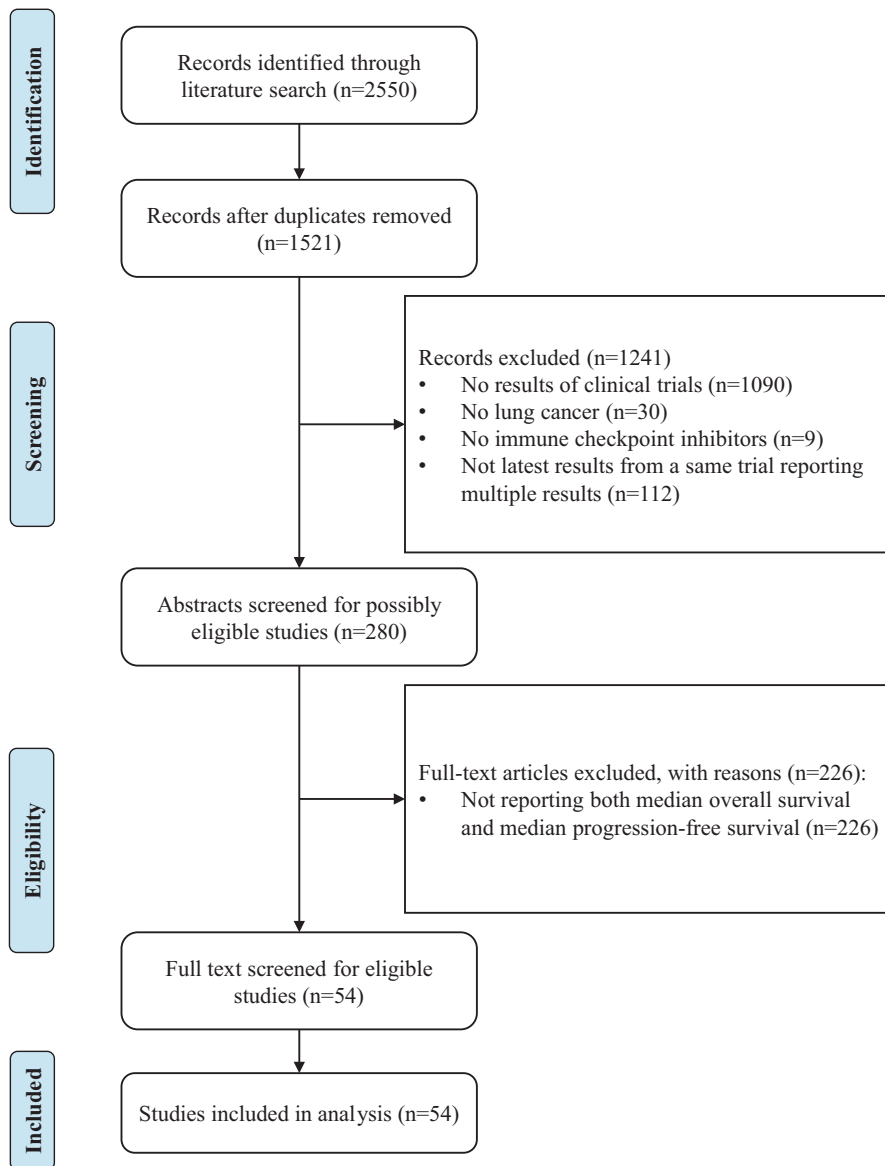 Identification
Records identified through
literature search (n=2550)
Records after duplicates removed
(n=1521)
Screening
Records excluded (n=1241)
• No results of clinical trials (n=1090)
• No lung cancer (n=30)
• No immune checkpoint inhibitors (n=9)
• Not latest results from a same trial reporting
multiple results (n=112)
Abstracts screened for possibly
eligible studies (n=280)
Eligibility
Full-text articles excluded, with reasons (n=226):
• Not reporting both median overall survival
and median progression-free survival (n=226)
Full text screened for eligible
studies (n=54)
Included
Studies included in analysis (n=54)